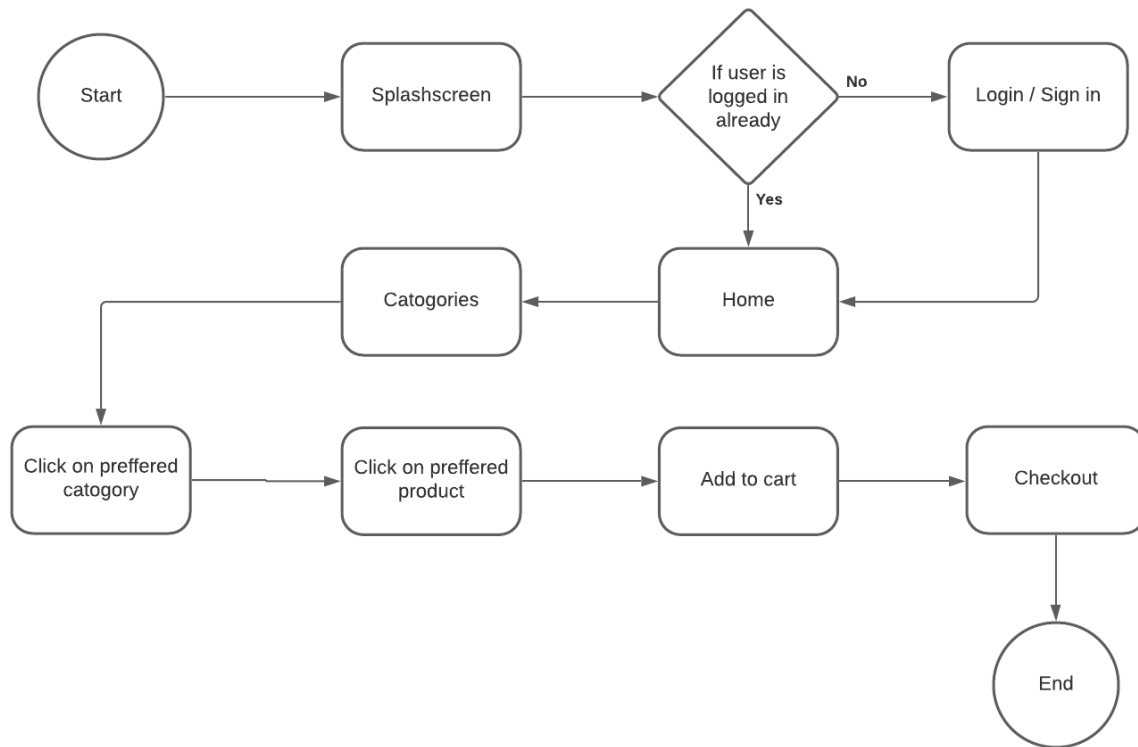 Start
Splashscreen
If user is
logged in
already
No
Login / Sign in
Yes
Catogories
Home
Click on preffered
catogory
Click on preffered
product
Add to cart
Checkout
End